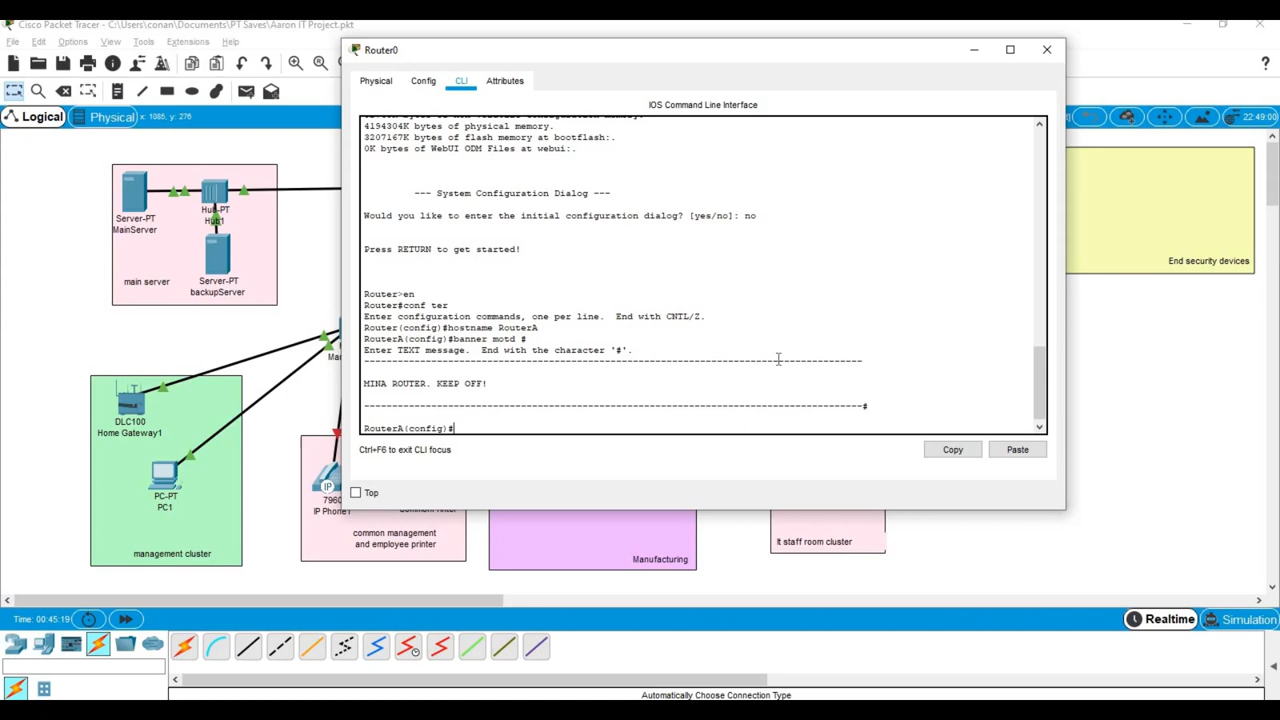 Cisco Packet Tracer - C:\Users\conan\Documents\PT Saves\Aaron IT Project.pkt
File Edit Options View Tools Extensions Help
?
Logical
Physical
x: 1085, y: 276
22:49:00
Router0
Physical
Config
CLI
Attributes
IOS Command Line Interface
4194304K bytes of physical memory.
3207167K bytes of flash memory at bootflash:.
0K bytes of WebUI ODM Files at webui:.
--- System Configuration Dialog ---
Would you like to enter the initial configuration dialog? [yes/no]: no
Press RETURN to get started!
Router>en
Router#conf ter
Enter configuration commands, one per line.  End with CNTL/Z.
Router(config)#hostname RouterA
RouterA(config)#banner motd #
Enter TEXT message.  End with the character '#'.
--------------------------------------------------------------------------------
MINA ROUTER. KEEP OFF!
--------------------------------------------------------------------------------#
RouterA(config)#
Ctrl+F6 to exit CLI focus
Copy
Paste
Top
Server-PT
MainServer
Hub-PT
Hub1
Server-PT
backupServer
main server
End security devices
DLC100
Home Gateway1
PC-PT
PC1
management cluster
IP
7960
IP Phone1
common management
and employee printer
Manufacturing
It staff room cluster
Time: 00:45:19
Realtime
Simulation
Automatically Choose Connection Type